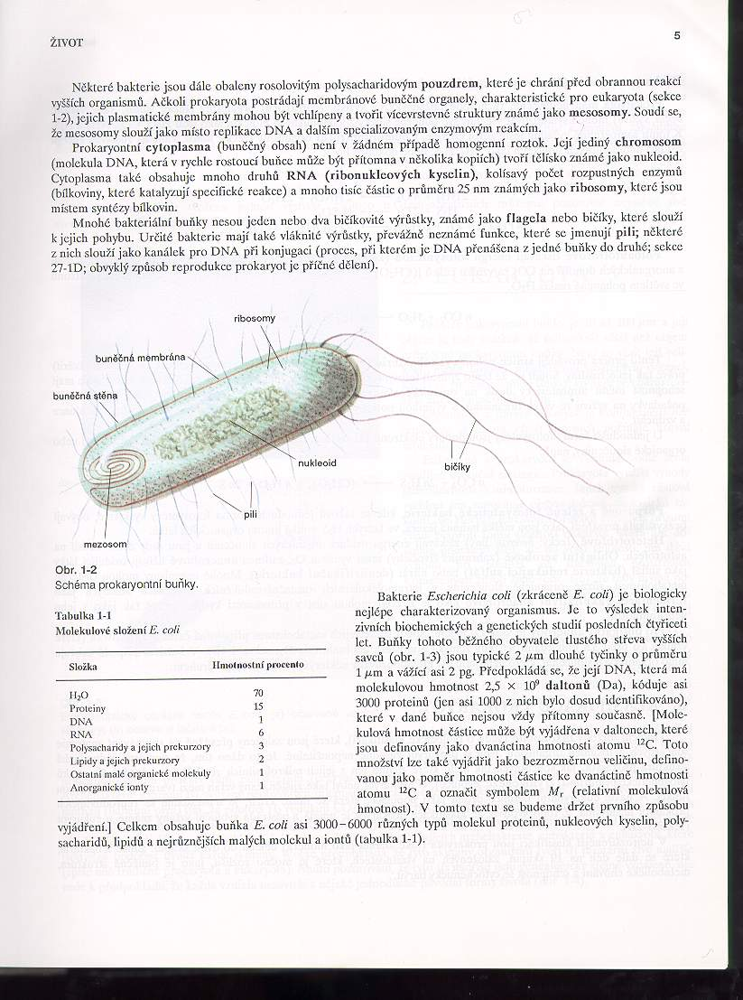 ŽIVOT
5
Některé bakterie jsou dále obaleny rosolovitým polysacharidovým pouzdrem, které je chrání před obrannou reakcí
vyšších organismů. Ačkoli prokaryota postrádají membránové buněčné organely, charakteristické pro eukaryota (sekce
1-2), jejich plasmatické membrány mohou být vchlípeny a tvořit vícevrstevné struktury známé jako mesosomy. Soudí se,
že mesosomy slouží jako místo replikace DNA a dalším specializovaným enzymovým reakcím.
Prokaryontní cytoplasma (buněčný obsah) není v žádném případě homogenní roztok. Její jediný chromosom
(molekula DNA, která v rychle rostoucí buňce může být přítomna v několika kopiích) tvoří tělísko známé jako nukleoid.
Cytoplasma také obsahuje mnoho druhů RNA (ribonukleových kyselin), kolísavý počet rozpustných enzymů
(bílkoviny, které katalyzují specifické reakce) a mnoho tisíc částic o průměru 25 nm známých jako ribosomy, které jsou
místem syntézy bílkovin.
Mnohé bakteriální buňky nesou jeden nebo dva bičíkovité výrůstky, známé jako flagela nebo bičíky, které slouží
k jejich pohybu. Určité bakterie mají také vláknité výrůstky, převážně neznámé funkce, které se jmenují pili; některé
z nich slouží jako kanálek pro DNA při konjugaci (proces, při kterém je DNA přenášena z jedné buňky do druhé; sekce
27-1D; obvyklý způsob reprodukce prokaryot je příčné dělení).
ribosomy
buněčná membrána
buněčná stěna
nukleoid
bičíky
pili
mezosom
Obr. 1-2
Schéma prokaryontní buňky.
Tabulka 1-1
Molekulové složení E. coli
Složka Hmotnostní procento
H₂O 70
Proteiny 15
DNA 1
RNA 6
Polysacharidy a jejich prekurzory 3
Lipidy a jejich prekurzory 2
Ostatní malé organické molekuly 1
Anorganické ionty 1
Bakterie Escherichia coli (zkráceně E. coli) je biologicky
nejlépe charakterizovaný organismus. Je to výsledek inten-
zivních biochemických a genetických studií posledních čtyřiceti
let. Buňky tohoto běžného obyvatele tlustého střeva vyšších
savců (obr. 1-3) jsou typické 2 μm dlouhé tyčinky o průměru
1 μm a vážící asi 2 pg. Předpokládá se, že její DNA, která má
molekulovou hmotnost 2,5 × 10⁹ daltonů (Da), kóduje asi
3000 proteinů (jen asi 1000 z nich bylo dosud identifikováno),
které v dané buňce nejsou vždy přítomny současně. [Mole-
kulová hmotnost částice může být vyjádřena v daltonech, které
jsou definovány jako dvanáctina hmotnosti atomu ¹²C. Toto
množství lze také vyjádřit jako bezrozměrnou veličinu, defino-
vanou jako poměr hmotnosti částice ke dvanáctině hmotnosti
atomu ¹²C a označit symbolem Mᵣ (relativní molekulová
hmotnost). V tomto textu se budeme držet prvního způsobu
vyjádření.] Celkem obsahuje buňka E. coli asi 3000–6000 různých typů molekul proteinů, nukleových kyselin, poly-
sacharidů, lipidů a nejrůznějších malých molekul a iontů (tabulka 1-1).